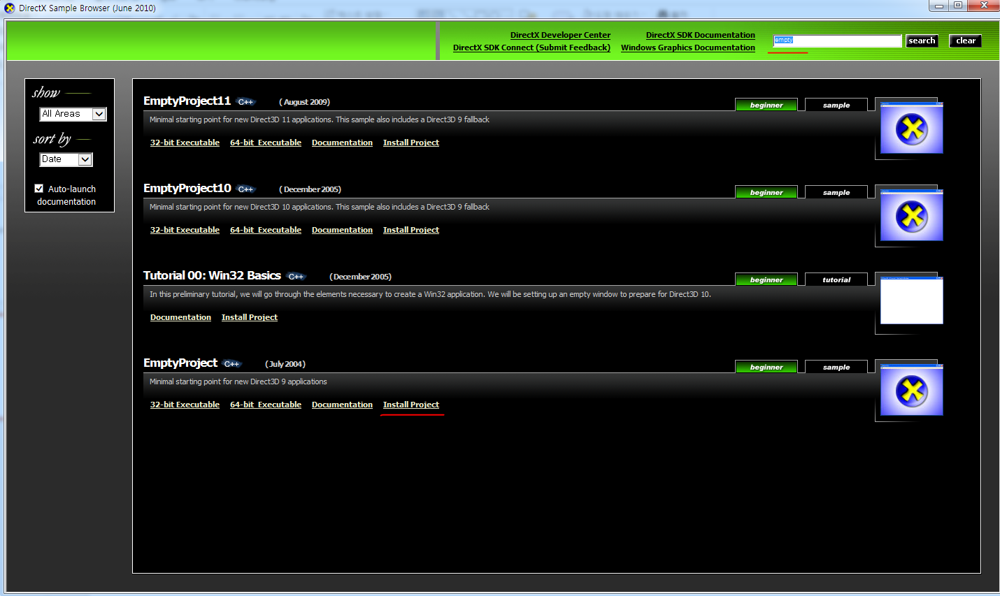 DirectX Sample Browser (June 2010)
DirectX Developer Center
DirectX SDK Documentation
DirectX SDK Connect (Submit Feedback)
Windows Graphics Documentation
empty
search
clear
show
All Areas
sort by
Date
Auto-launch
documentation
EmptyProject11 C++ ( August 2009)
beginner
sample
Minimal starting point for new Direct3D 11 applications. This sample also includes a Direct3D 9 fallback
32-bit Executable 64-bit Executable Documentation Install Project
EmptyProject10 C++ ( December 2005)
beginner
sample
Minimal starting point for new Direct3D 10 applications. This sample also includes a Direct3D 9 fallback
32-bit Executable 64-bit Executable Documentation Install Project
Tutorial 00: Win32 Basics C++ ( December 2005)
beginner
tutorial
In this preliminary tutorial, we will go through the elements necessary to create a Win32 application. We will be setting up an empty window to prepare for Direct3D 10.
Documentation Install Project
EmptyProject C++ ( July 2004)
beginner
sample
Minimal starting point for new Direct3D 9 applications
32-bit Executable 64-bit Executable Documentation Install Project